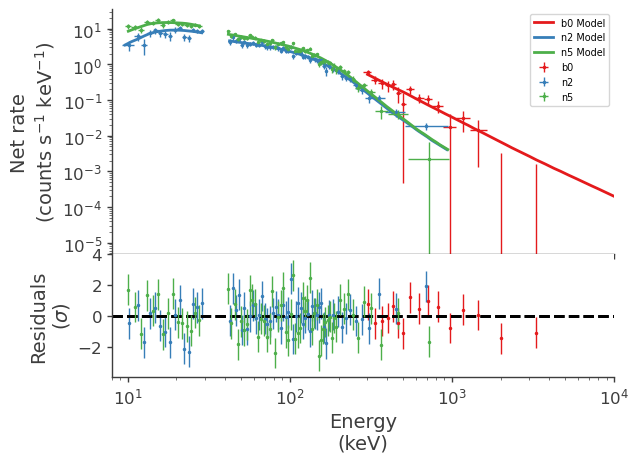 b0 Model
n2 Model
n5 Model
b0
n2
n5
Net rate
(counts s⁻¹ keV⁻¹)
10¹
10⁰
10⁻¹
10⁻²
10⁻³
10⁻⁴
10⁻⁵
Residuals
(σ)
4
2
0
−2
10¹ 10² 10³ 10⁴
Energy
(keV)